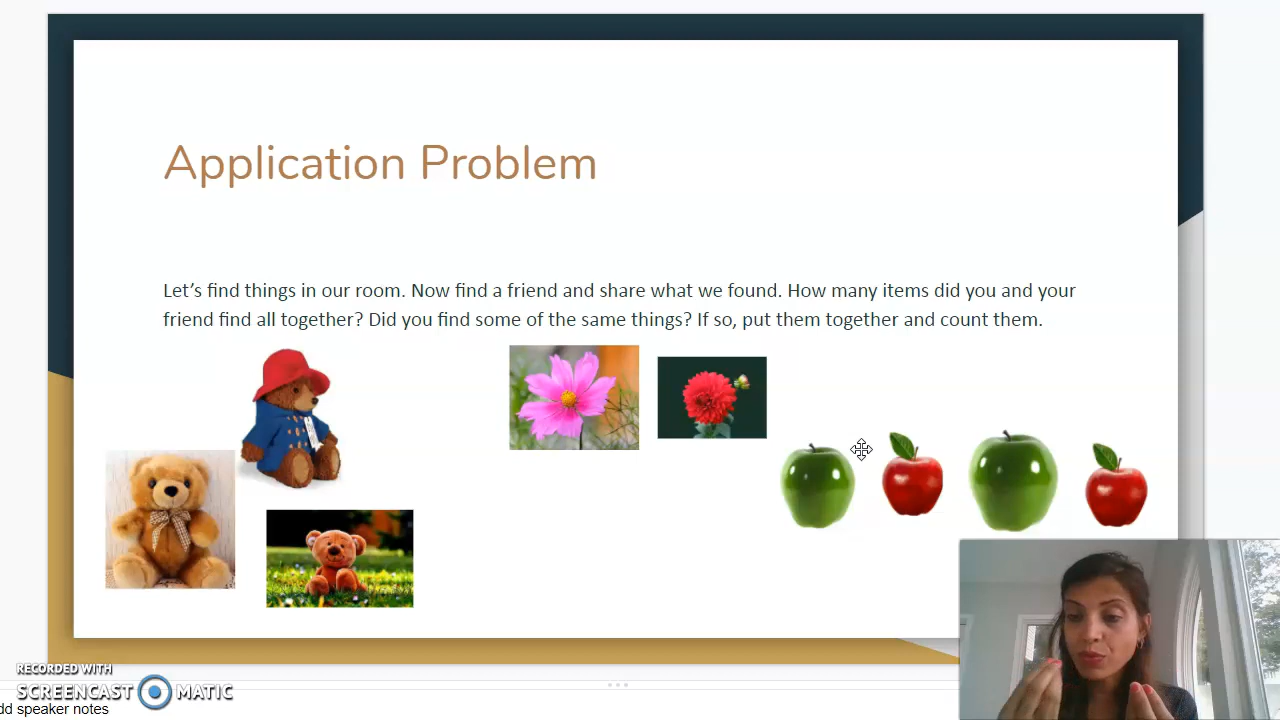 Application Problem
Let's find things in our room. Now find a friend and share what we found. How many items did you and your
friend find all together? Did you find some of the same things? If so, put them together and count them.
RECORDED WITH
SCREENCAST MATIC
dd speaker notes